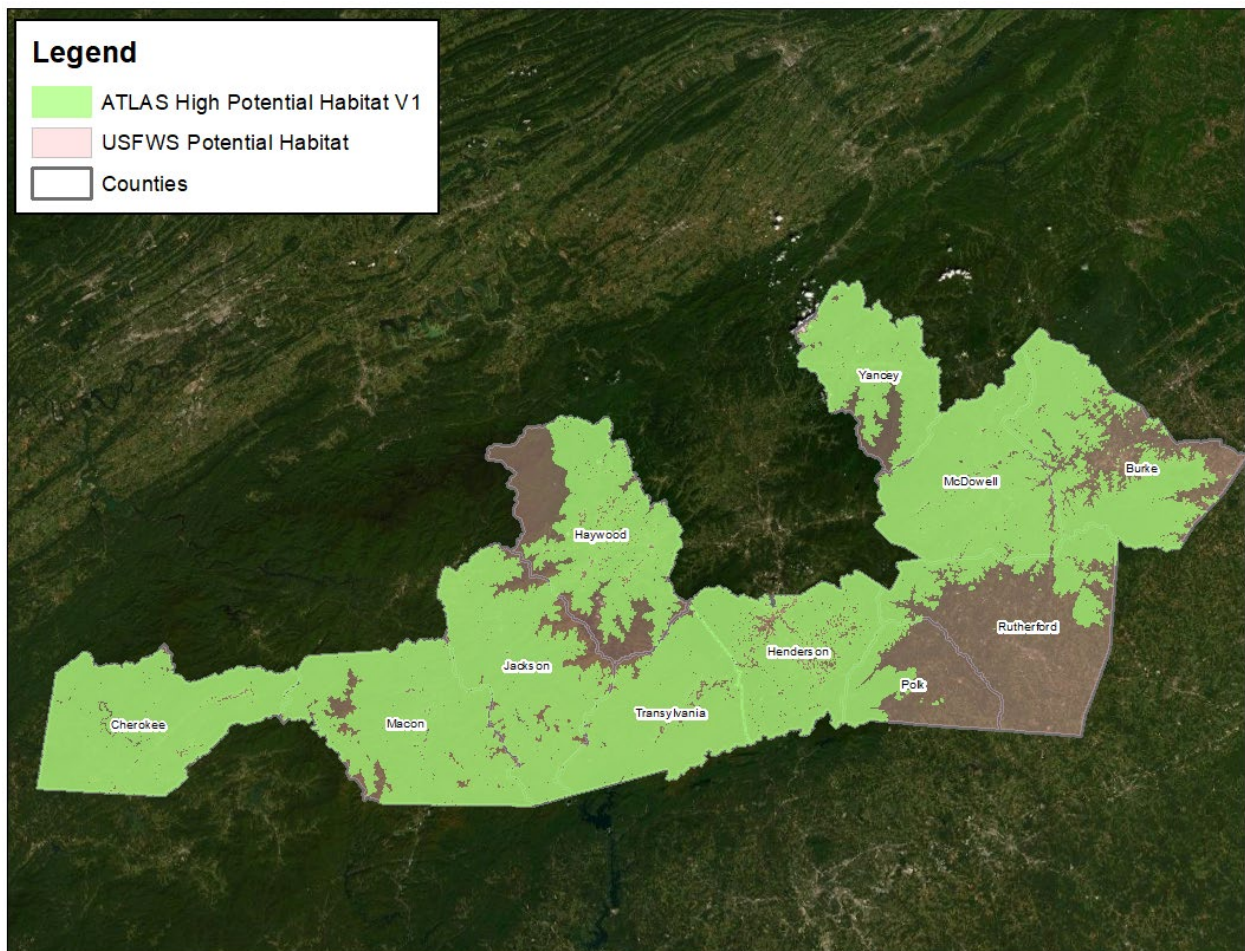 Legend
ATLAS High Potential Habitat V1
USFWS Potential Habitat
Counties
Yancey
Burke
McDowell
Haywood
Rutherford
Henderson
Jackson
Polk
Transylvania
Macon
Cherokee